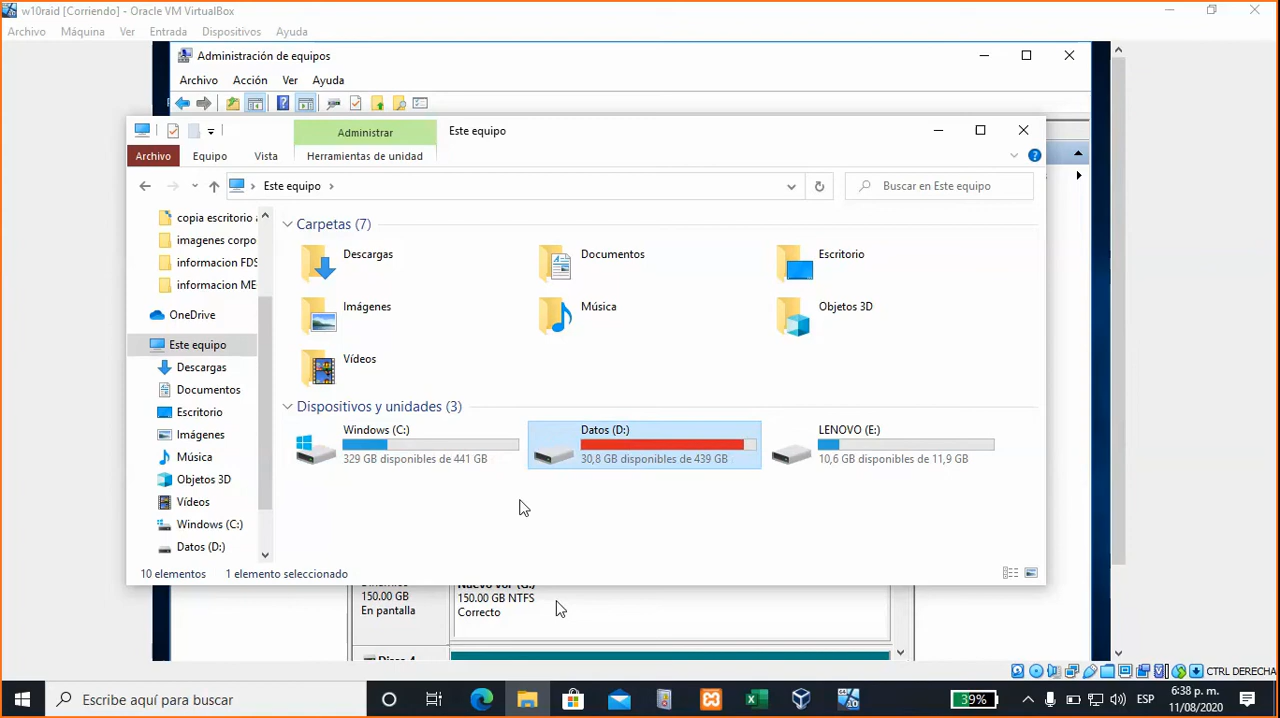 w10raid [Corriendo] - Oracle VM VirtualBox
Archivo Máquina Ver Entrada Dispositivos Ayuda
Administración de equipos
Archivo Acción Ver Ayuda
Administrar Este equipo
Archivo Equipo Vista Herramientas de unidad
Este equipo
Buscar en Este equipo
copia escritorio a
imagenes corpo
informacion FDS
informacion ME
OneDrive
Este equipo
Descargas
Documentos
Escritorio
Imágenes
Música
Objetos 3D
Vídeos
Windows (C:)
Datos (D:)
Carpetas (7)
Descargas Documentos Escritorio
Imágenes Música Objetos 3D
Vídeos
Dispositivos y unidades (3)
Windows (C:)
329 GB disponibles de 441 GB
Datos (D:)
30,8 GB disponibles de 439 GB
LENOVO (E:)
10,6 GB disponibles de 11,9 GB
10 elementos 1 elemento seleccionado
Dinámico Nuevo vol (G:)
150.00 GB 150.00 GB NTFS
En pantalla Correcto
Disco 4
CTRL DERECHA
Escribe aquí para buscar
39%
ESP
6:38 p. m.
11/08/2020